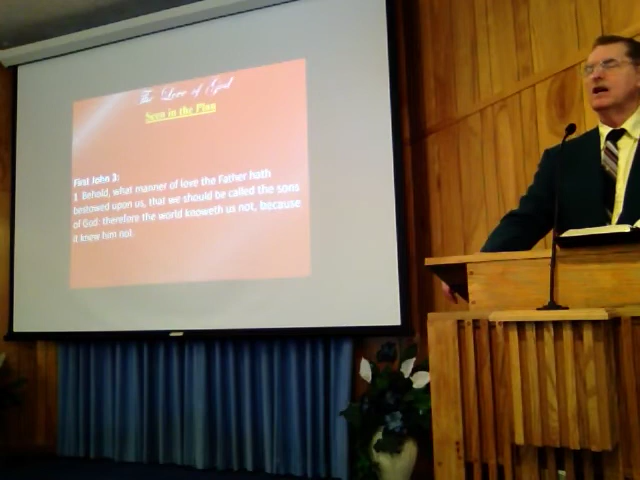 The Love of God
Seen in the Plan
First John 3:
1 Behold, what manner of love the Father hath
bestowed upon us, that we should be called the sons
of God: therefore the world knoweth us not, because
it knew him not.